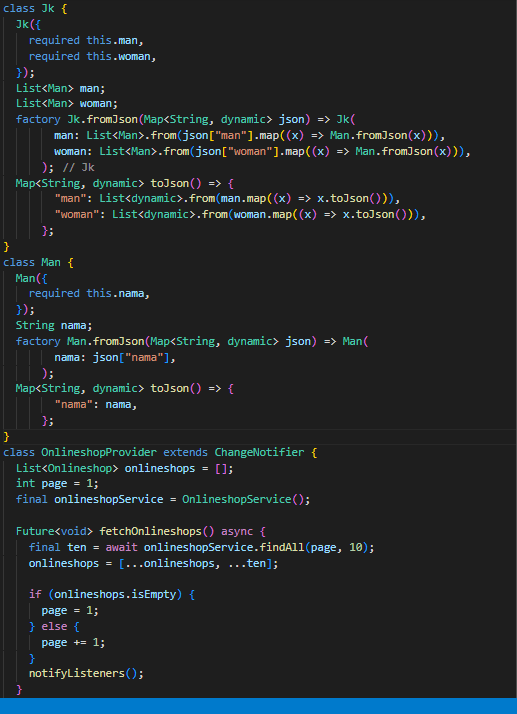 class Jk {
  Jk({
    required this.man,
    required this.woman,
  });
  List<Man> man;
  List<Man> woman;
  factory Jk.fromJson(Map<String, dynamic> json) => Jk(
        man: List<Man>.from(json["man"].map((x) => Man.fromJson(x))),
        woman: List<Man>.from(json["woman"].map((x) => Man.fromJson(x))),
      ); // Jk
  Map<String, dynamic> toJson() => {
        "man": List<dynamic>.from(man.map((x) => x.toJson())),
        "woman": List<dynamic>.from(woman.map((x) => x.toJson())),
      };
}
class Man {
  Man({
    required this.nama,
  });
  String nama;
  factory Man.fromJson(Map<String, dynamic> json) => Man(
        nama: json["nama"],
      );
  Map<String, dynamic> toJson() => {
        "nama": nama,
      };
}
class OnlineshopProvider extends ChangeNotifier {
  List<Onlineshop> onlineshops = [];
  int page = 1;
  final onlineshopService = OnlineshopService();

  Future<void> fetchOnlineshops() async {
    final ten = await onlineshopService.findAll(page, 10);
    onlineshops = [...onlineshops, ...ten];

    if (onlineshops.isEmpty) {
      page = 1;
    } else {
      page += 1;
    }
    notifyListeners();
  }